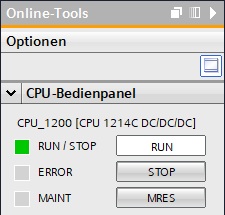 Online-Tools
Optionen
CPU-Bedienpanel
CPU_1200 [CPU 1214C DC/DC/DC]
RUN / STOP RUN
ERROR STOP
MAINT MRES